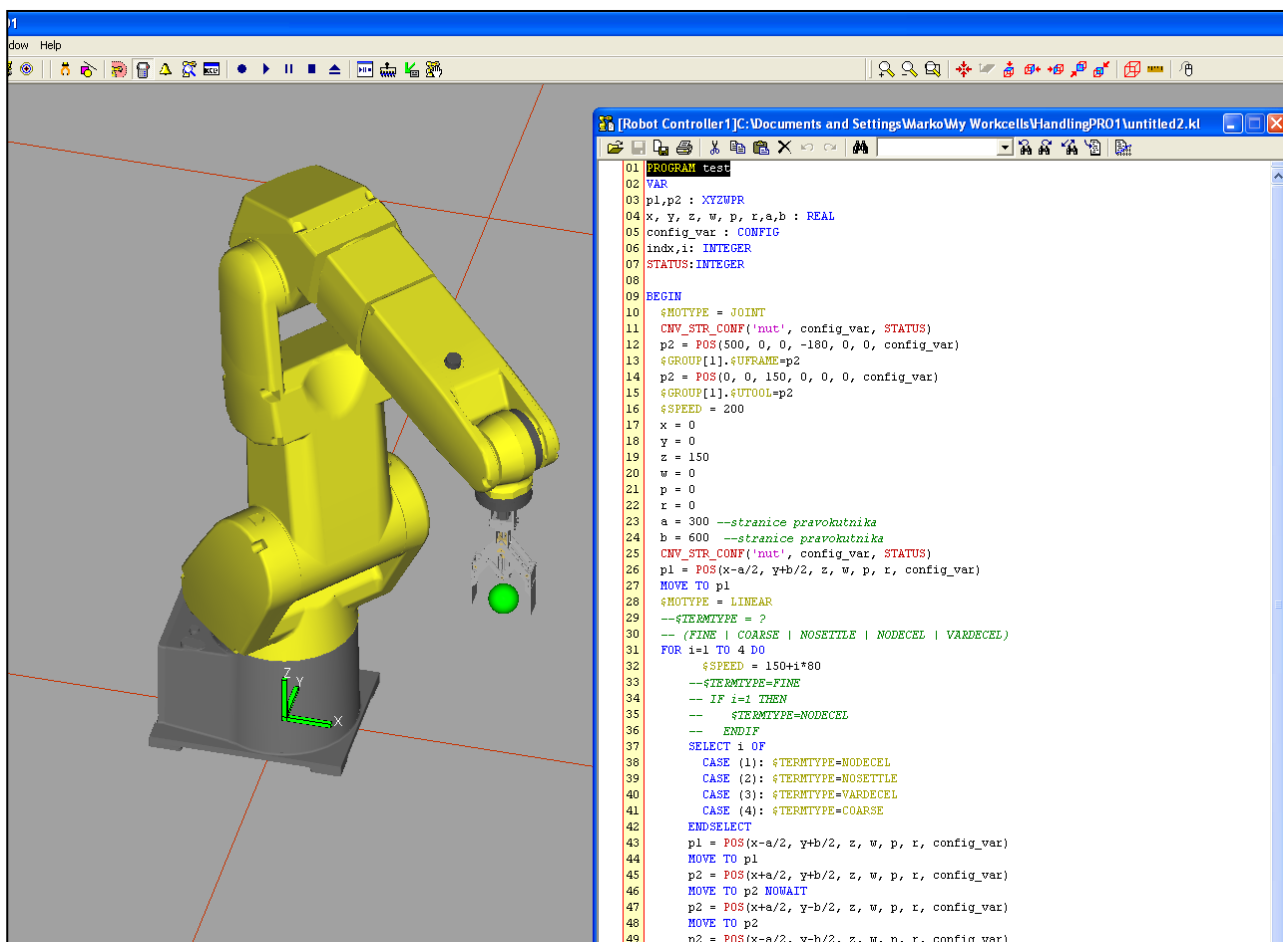 01
dow Help
[Robot Controller1]C:\Documents and Settings\Marko\My Workcells\HandlingPRO1\untitled2.kl
01 PROGRAM test
02 VAR
03 p1,p2 : XYZWPR
04 x, y, z, w, p, r,a,b : REAL
05 config_var : CONFIG
06 indx,i: INTEGER
07 STATUS:INTEGER
08
09 BEGIN
10 $MOTYPE = JOINT
11 CNV_STR_CONF('nut', config_var, STATUS)
12 p2 = POS(500, 0, 0, -180, 0, 0, config_var)
13 $GROUP[1].$UFRAME=p2
14 p2 = POS(0, 0, 150, 0, 0, 0, config_var)
15 $GROUP[1].$UTOOL=p2
16 $SPEED = 200
17 x = 0
18 y = 0
19 z = 150
20 w = 0
21 p = 0
22 r = 0
23 a = 300 --stranice pravokutnika
24 b = 600 --stranice pravokutnika
25 CNV_STR_CONF('nut', config_var, STATUS)
26 p1 = POS(x-a/2, y+b/2, z, w, p, r, config_var)
27 MOVE TO p1
28 $MOTYPE = LINEAR
29 --$TERMTYPE = ?
30 -- (FINE | COARSE | NOSETTLE | NODECEL | VARDECEL)
31 FOR i=1 TO 4 DO
32 $SPEED = 150+i*80
33 --$TERMTYPE=FINE
34 -- IF i=1 THEN
35 -- $TERMTYPE=NODECEL
36 -- ENDIF
37 SELECT i OF
38 CASE (1): $TERMTYPE=NODECEL
39 CASE (2): $TERMTYPE=NOSETTLE
40 CASE (3): $TERMTYPE=VARDECEL
41 CASE (4): $TERMTYPE=COARSE
42 ENDSELECT
43 p1 = POS(x-a/2, y+b/2, z, w, p, r, config_var)
44 MOVE TO p1
45 p2 = POS(x+a/2, y+b/2, z, w, p, r, config_var)
46 MOVE TO p2 NOWAIT
47 p2 = POS(x+a/2, y-b/2, z, w, p, r, config_var)
48 MOVE TO p2
49 p2 = POS(x-a/2, y-b/2, z, w, p, r, config_var)
Z
Y
X